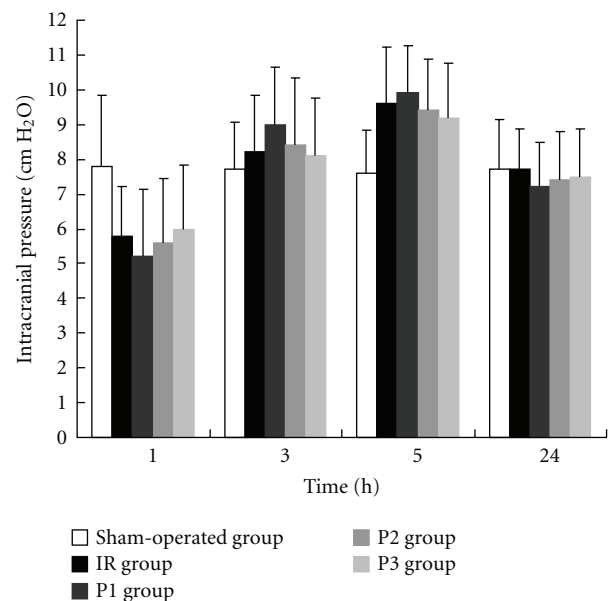 Intracranial pressure (cm H₂O)
12
11
10
9
8
7
6
5
4
3
2
1
0
1 3 5 24
Time (h)
Sham-operated group
IR group
P1 group
P2 group
P3 group